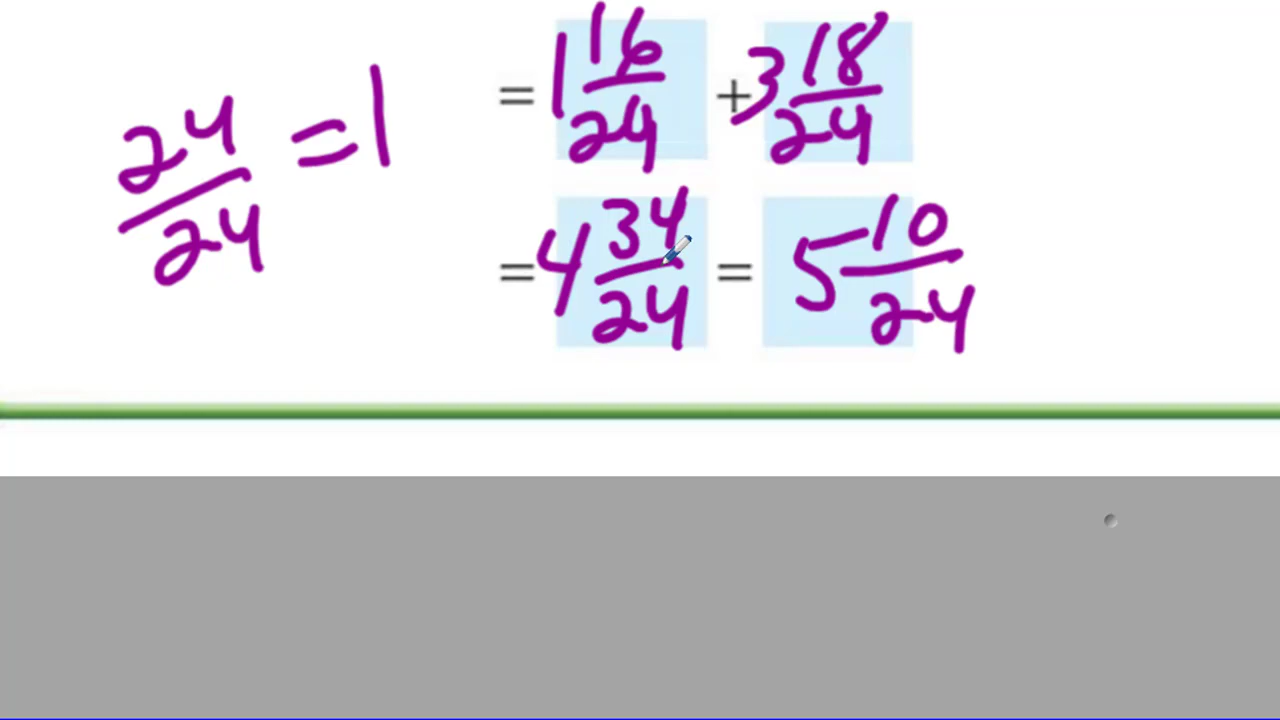 24/24 = 1
= 1 16/24 + 3 18/24
= 4 34/24 = 5 10/24